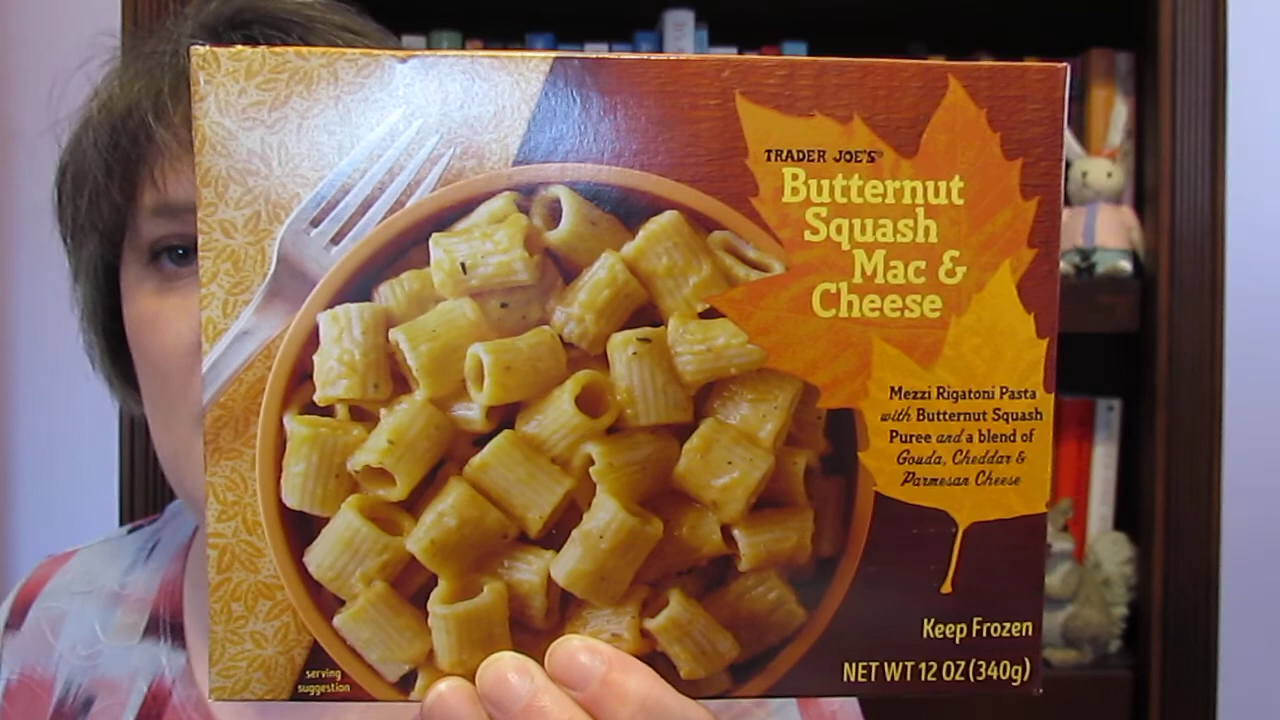 TRADER JOE'S®
Butternut
Squash
Mac &
Cheese
Mezzi Rigatoni Pasta
with Butternut Squash
Puree and a blend of
Gouda, Cheddar &
Parmesan Cheese
Keep Frozen
NET WT 12 OZ (340g)
serving
suggestion